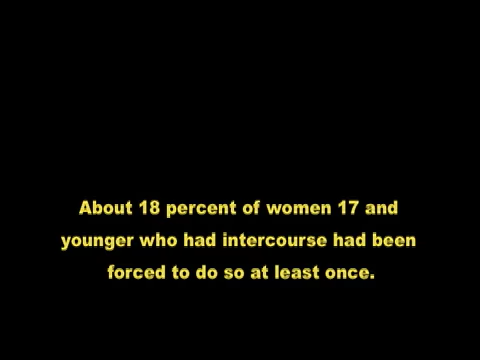 About 18 percent of women 17 and
younger who had intercourse had been
forced to do so at least once.